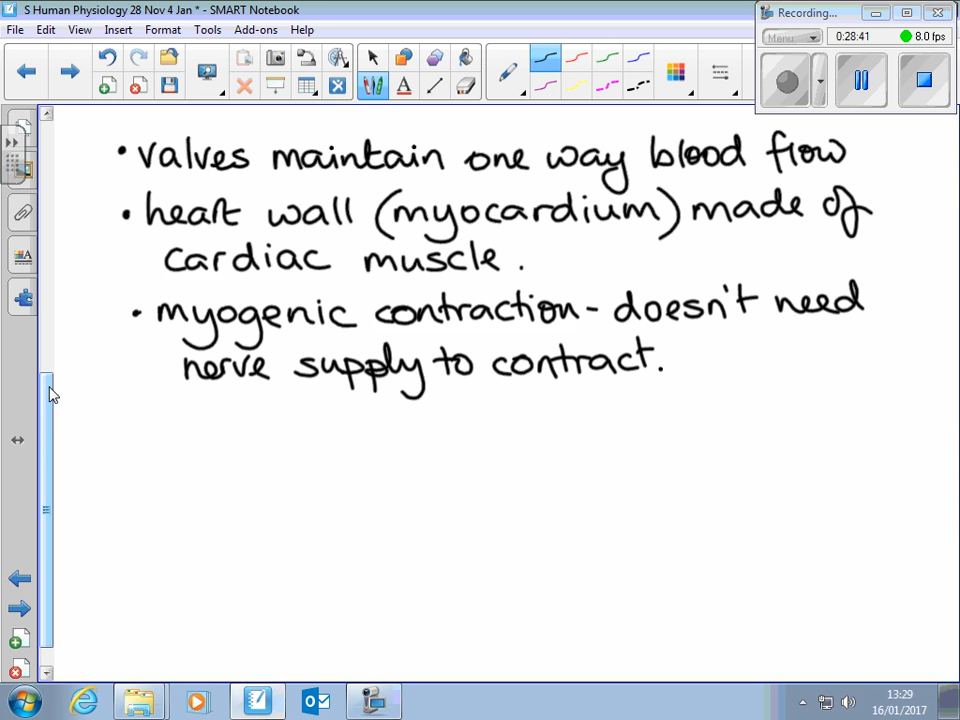 S Human Physiology 28 Nov 4 Jan * - SMART Notebook
File Edit View Insert Format Tools Add-ons Help
Recording...
Menu 0:28:41 8.0 fps
• valves maintain one way blood flow
• heart wall (myocardium) made of
cardiac muscle.
• myogenic contraction - doesn't need
nerve supply to contract.
13:29
16/01/2017